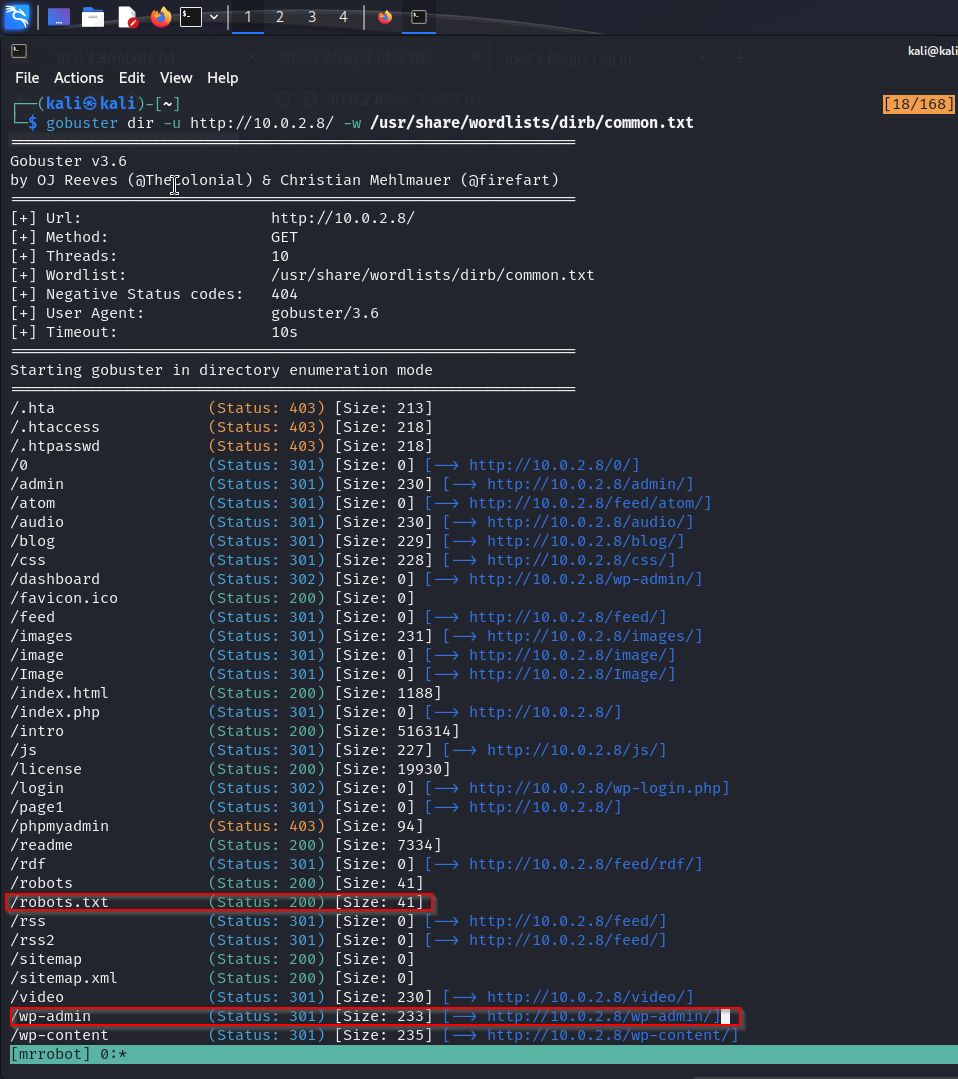 1 2 3 4
10.0.2.8/robots.txt 10.0.2.8/key-1-of-3.txt user's Blog! › Log In
kali@kali
File Actions Edit View Help
10.0.2.8/key-1-of-3.txt
┌──(kali㉿kali)-[~] [18/168]
└─$ gobuster dir -u http://10.0.2.8/ -w /usr/share/wordlists/dirb/common.txt
===============================================================
Gobuster v3.6
by OJ Reeves (@TheColonial) & Christian Mehlmauer (@firefart)
===============================================================
[+] Url: http://10.0.2.8/
[+] Method: GET
[+] Threads: 10
[+] Wordlist: /usr/share/wordlists/dirb/common.txt
[+] Negative Status codes: 404
[+] User Agent: gobuster/3.6
[+] Timeout: 10s
===============================================================
Starting gobuster in directory enumeration mode
===============================================================
/.hta (Status: 403) [Size: 213]
/.htaccess (Status: 403) [Size: 218]
/.htpasswd (Status: 403) [Size: 218]
/0 (Status: 301) [Size: 0] [--> http://10.0.2.8/0/]
/admin (Status: 301) [Size: 230] [--> http://10.0.2.8/admin/]
/atom (Status: 301) [Size: 0] [--> http://10.0.2.8/feed/atom/]
/audio (Status: 301) [Size: 230] [--> http://10.0.2.8/audio/]
/blog (Status: 301) [Size: 229] [--> http://10.0.2.8/blog/]
/css (Status: 301) [Size: 228] [--> http://10.0.2.8/css/]
/dashboard (Status: 302) [Size: 0] [--> http://10.0.2.8/wp-admin/]
/favicon.ico (Status: 200) [Size: 0]
/feed (Status: 301) [Size: 0] [--> http://10.0.2.8/feed/]
/images (Status: 301) [Size: 231] [--> http://10.0.2.8/images/]
/image (Status: 301) [Size: 0] [--> http://10.0.2.8/image/]
/Image (Status: 301) [Size: 0] [--> http://10.0.2.8/Image/]
/index.html (Status: 200) [Size: 1188]
/index.php (Status: 301) [Size: 0] [--> http://10.0.2.8/]
/intro (Status: 200) [Size: 516314]
/js (Status: 301) [Size: 227] [--> http://10.0.2.8/js/]
/license (Status: 200) [Size: 19930]
/login (Status: 302) [Size: 0] [--> http://10.0.2.8/wp-login.php]
/page1 (Status: 301) [Size: 0] [--> http://10.0.2.8/]
/phpmyadmin (Status: 403) [Size: 94]
/readme (Status: 200) [Size: 7334]
/rdf (Status: 301) [Size: 0] [--> http://10.0.2.8/feed/rdf/]
/robots (Status: 200) [Size: 41]
/robots.txt (Status: 200) [Size: 41]
/rss (Status: 301) [Size: 0] [--> http://10.0.2.8/feed/]
/rss2 (Status: 301) [Size: 0] [--> http://10.0.2.8/feed/]
/sitemap (Status: 200) [Size: 0]
/sitemap.xml (Status: 200) [Size: 0]
/video (Status: 301) [Size: 230] [--> http://10.0.2.8/video/]
/wp-admin (Status: 301) [Size: 233] [--> http://10.0.2.8/wp-admin/]
/wp-content (Status: 301) [Size: 235] [--> http://10.0.2.8/wp-content/]
[mrrobot] 0:*